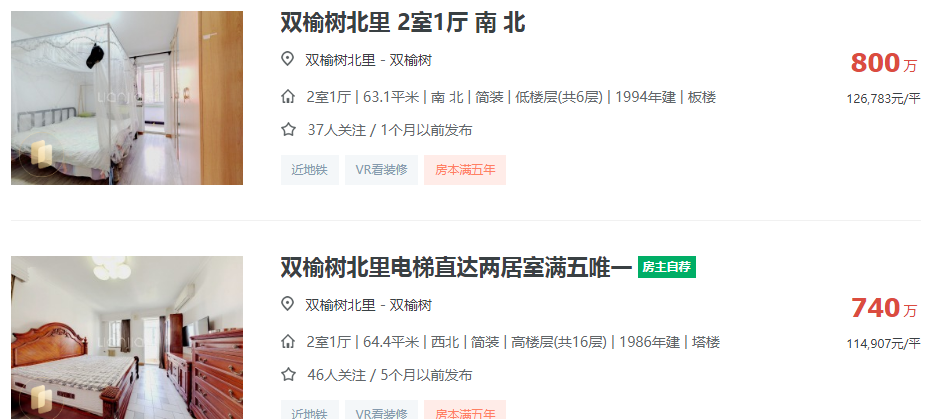 双榆树北里 2室1厅 南 北
双榆树北里 - 双榆树
800万
2室1厅 | 63.1平米 | 南 北 | 简装 | 低楼层(共6层) | 1994年建 | 板楼
126,783元/平
37人关注 / 1个月以前发布
近地铁 VR看装修 房本满五年
双榆树北里电梯直达两居室满五唯一 房主自荐
双榆树北里 - 双榆树
740万
2室1厅 | 64.4平米 | 西北 | 简装 | 高楼层(共16层) | 1986年建 | 塔楼
114,907元/平
46人关注 / 5个月以前发布
近地铁 VR看装修 房本满五年